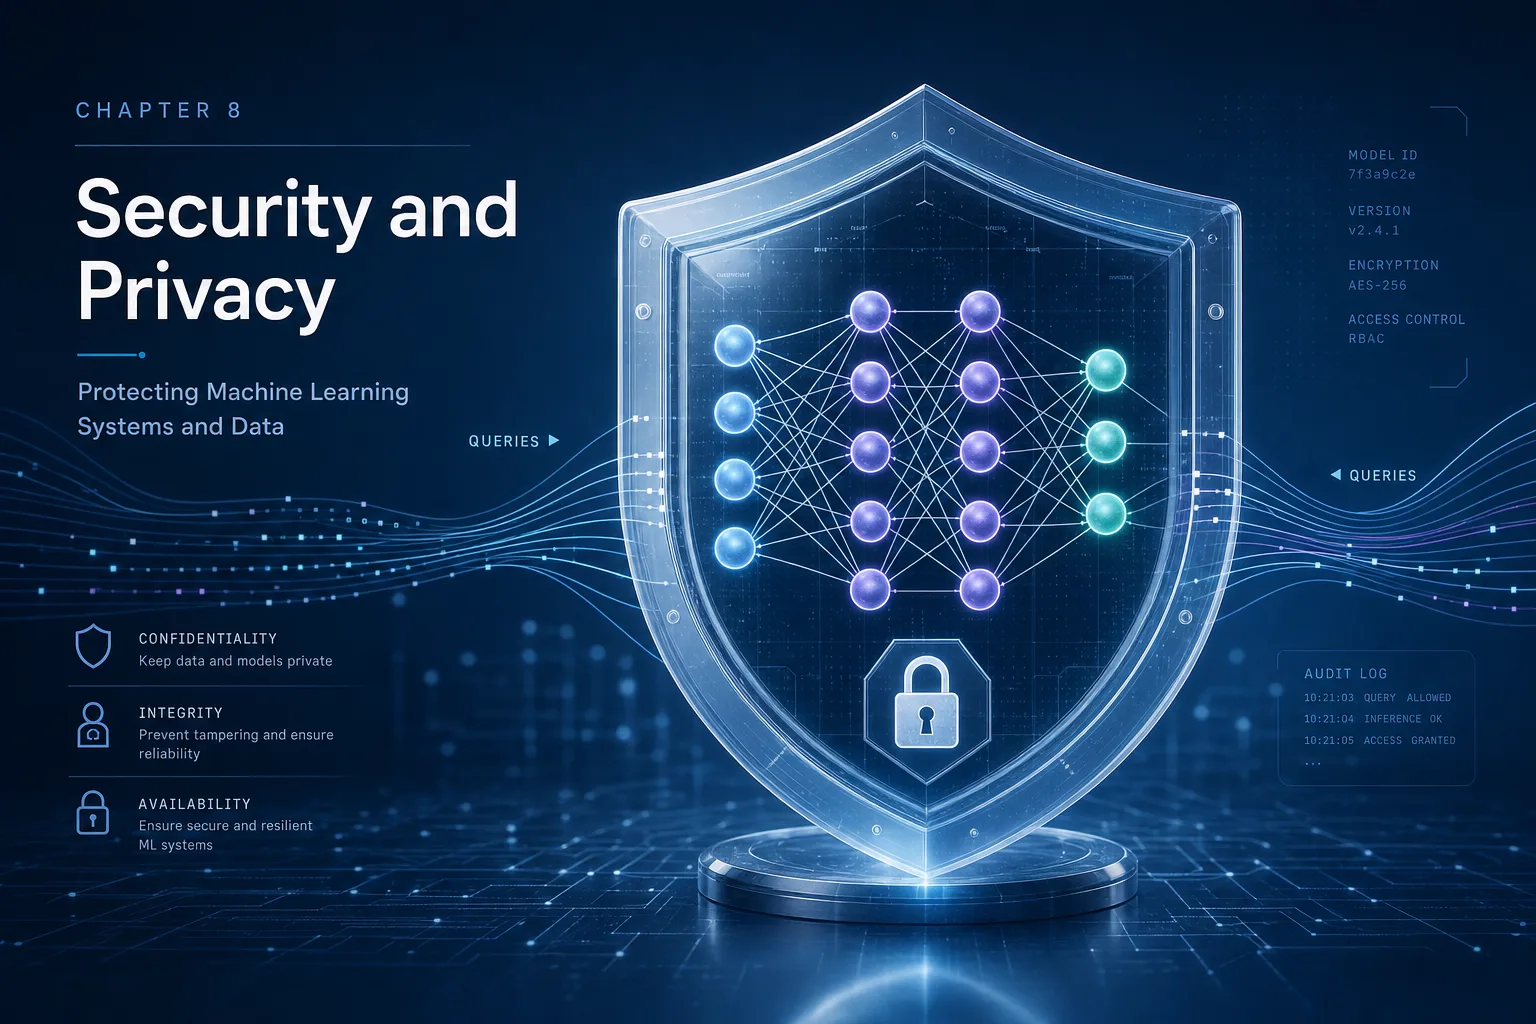 CHAPTER 8
Security and
Privacy
Protecting Machine Learning
Systems and Data
QUERIES
CONFIDENTIALITY
Keep data and models private
INTEGRITY
Prevent tampering and ensure
reliability
AVAILABILITY
Ensure secure and resilient
ML systems
MODEL ID
7f3a9c2e
VERSION
v2.4.1
ENCRYPTION
AES-256
ACCESS CONTROL
RBAC
QUERIES
AUDIT LOG
10:21:03 QUERY ALLOWED
10:21:04 INFERENCE OK
10:21:05 ACCESS GRANTED
...